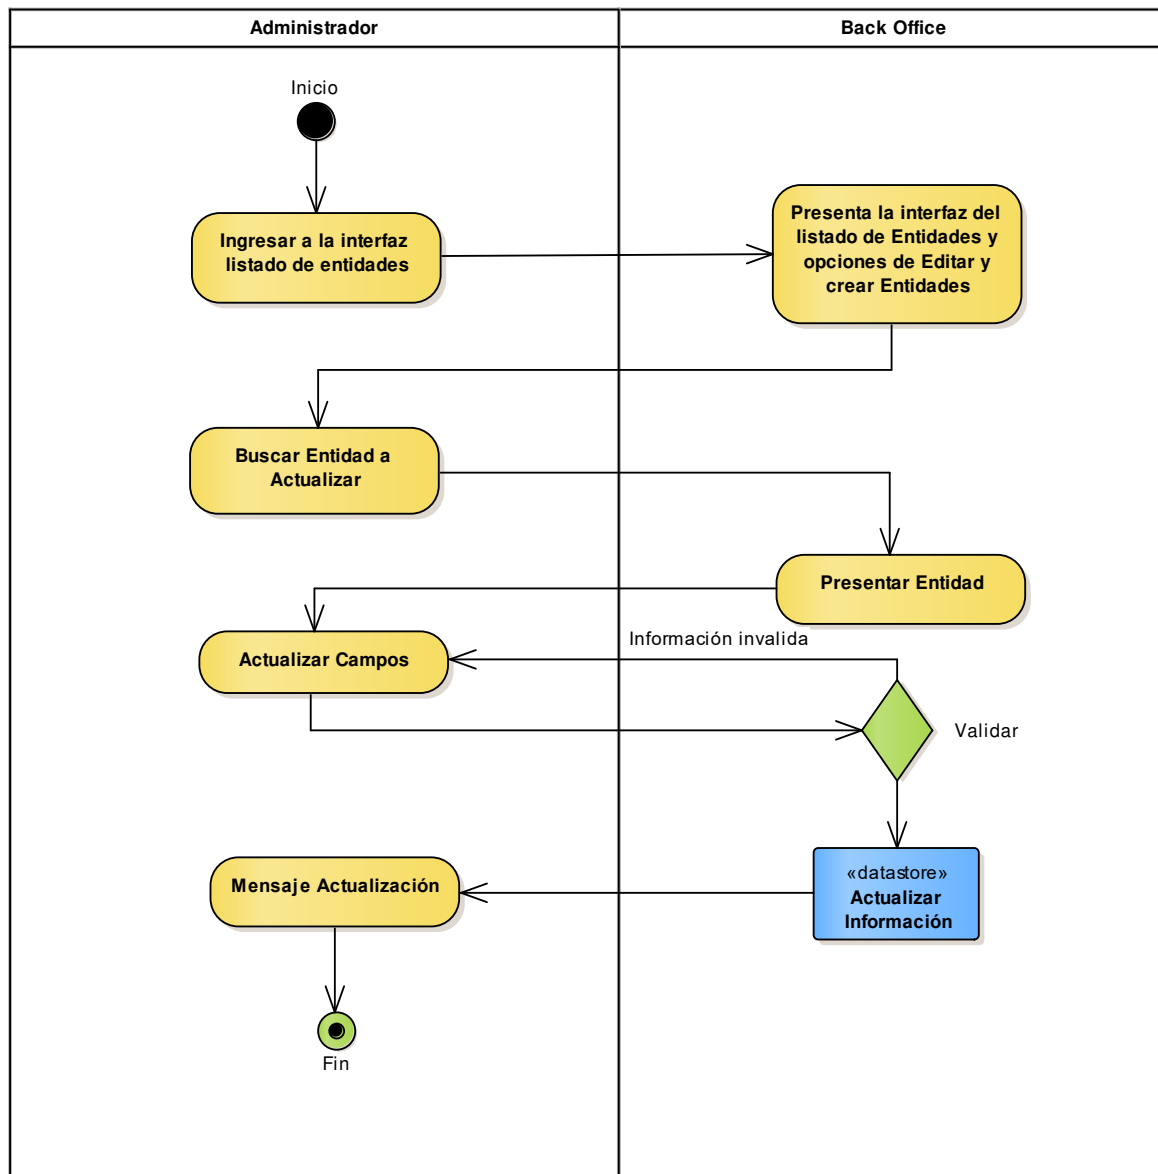 Administrador
Back Office
Inicio
Ingresar a la interfaz
listado de entidades
Presenta la interfaz del
listado de Entidades y
opciones de Editar y
crear Entidades
Buscar Entidad a
Actualizar
Presentar Entidad
Información invalida
Actualizar Campos
Validar
«datastore»
Actualizar
Información
Mensaje Actualización
Fin